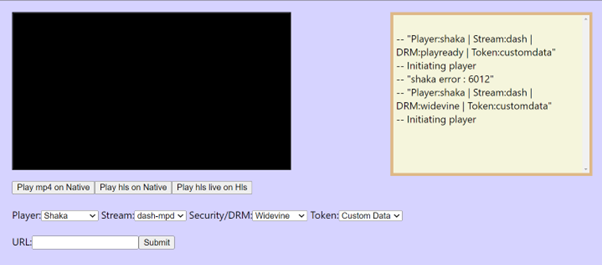 -- "Player:shaka | Stream:dash |
DRM:playready | Token:customdata"
-- Initiating player
-- "shaka error : 6012"
-- "Player:shaka | Stream:dash |
DRM:widevine | Token:customdata"
-- Initiating player
Play mp4 on Native Play hls on Native Play hls live on Hls
Player: Shaka Stream: dash-mpd Security/DRM: Widevine Token: Custom Data
URL: Submit